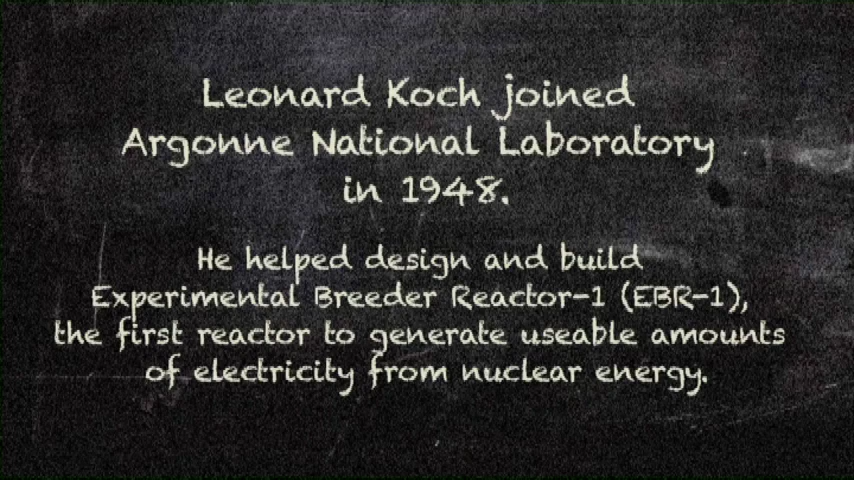 Leonard Koch joined
Argonne National Laboratory
in 1948.
He helped design and build
Experimental Breeder Reactor-1 (EBR-1),
the first reactor to generate useable amounts
of electricity from nuclear energy.